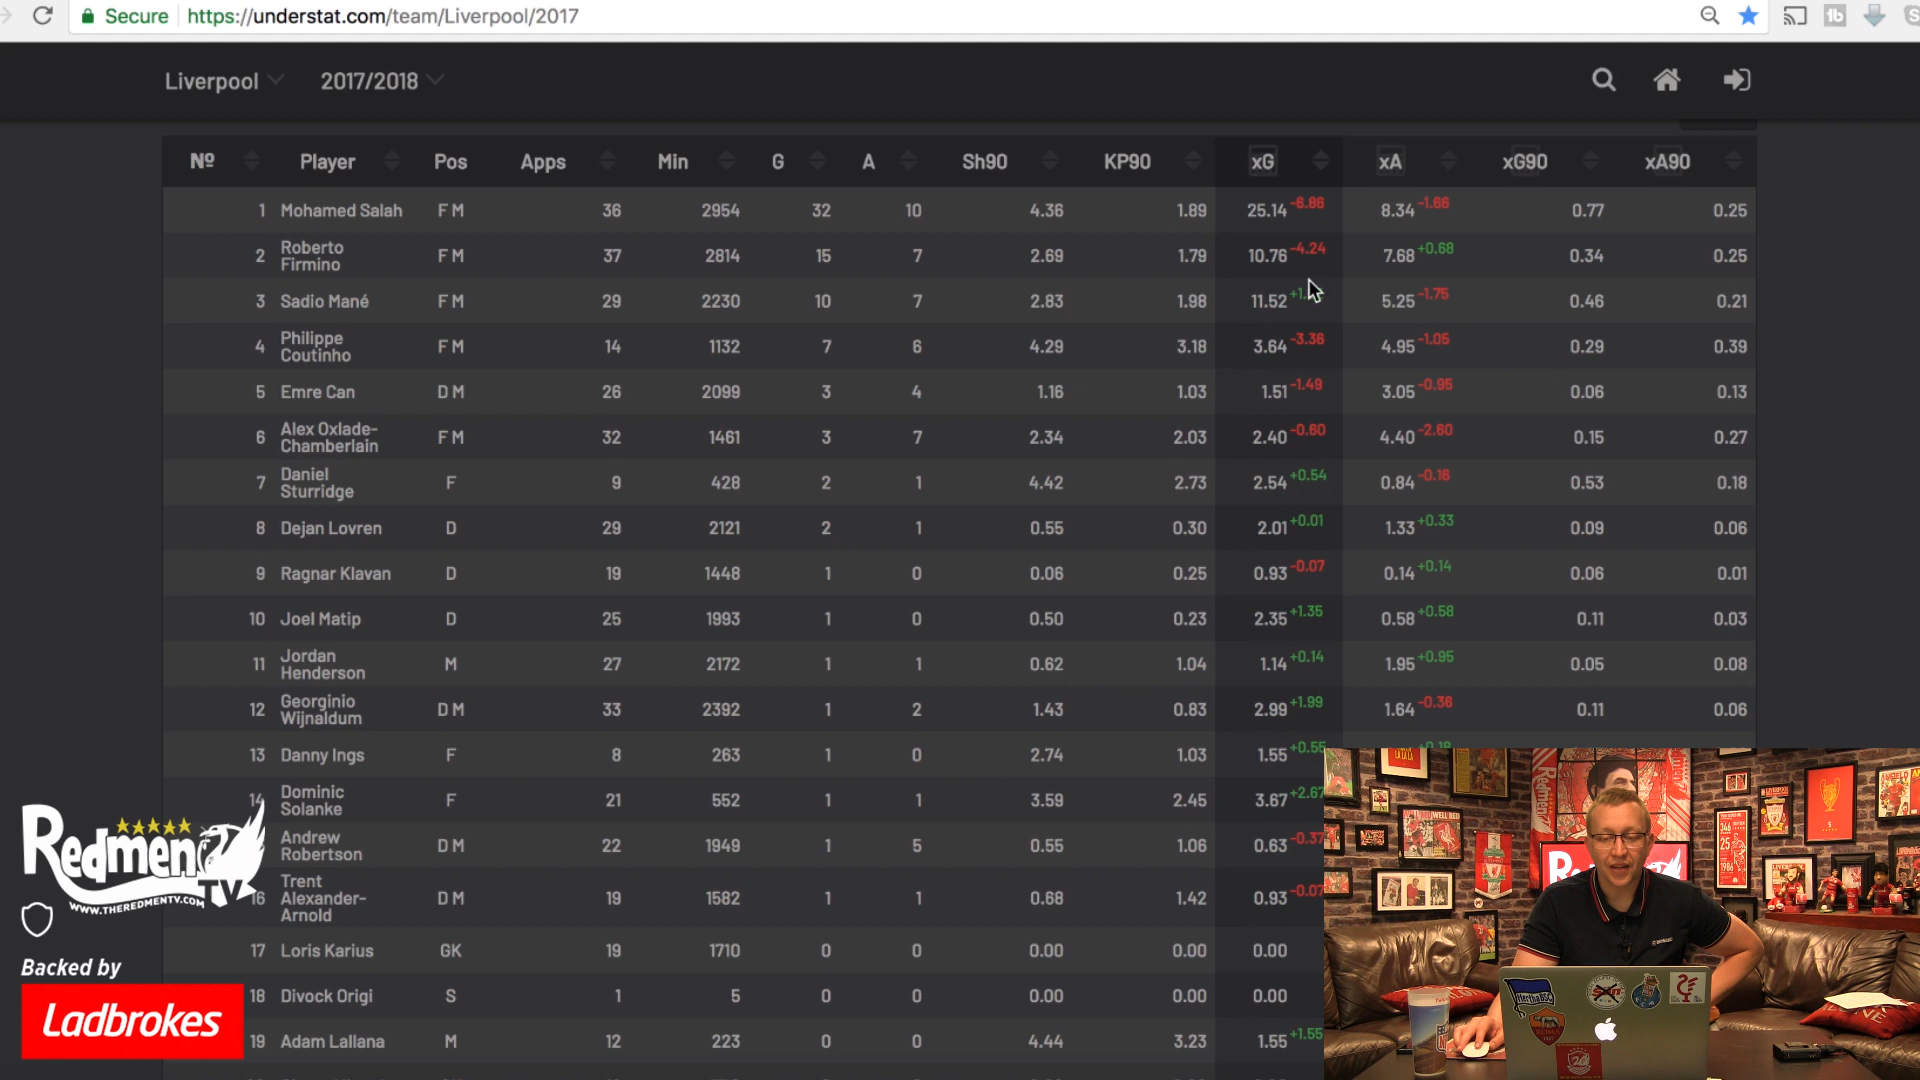 Secure https://understat.com/team/Liverpool/2017
Liverpool 2017/2018
Nº Player Pos Apps Min G A Sh90 KP90 xG xA xG90 xA90
1 Mohamed Salah F M 36 2954 32 10 4.36 1.89 25.14 -6.86 8.34 -1.66 0.77 0.25
2 Roberto Firmino F M 37 2814 15 7 2.69 1.79 10.76 -4.24 7.68 +0.68 0.34 0.25
3 Sadio Mané F M 29 2230 10 7 2.83 1.98 11.52 5.25 -1.75 0.46 0.21
4 Philippe Coutinho F M 14 1132 7 6 4.29 3.18 3.64 -3.36 4.95 -1.05 0.29 0.39
5 Emre Can D M 26 2099 3 4 1.16 1.03 1.51 -1.49 3.05 -0.95 0.06 0.13
6 Alex Oxlade-Chamberlain F M 32 1461 3 7 2.34 2.03 2.40 -0.60 4.40 -2.60 0.15 0.27
7 Daniel Sturridge F 9 428 2 1 4.42 2.73 2.54 +0.54 0.84 -0.16 0.53 0.18
8 Dejan Lovren D 29 2121 2 1 0.55 0.30 2.01 +0.01 1.33 +0.33 0.09 0.06
9 Ragnar Klavan D 19 1448 1 0 0.06 0.25 0.93 -0.07 0.14 +0.14 0.06 0.01
10 Joel Matip D 25 1993 1 0 0.50 0.23 2.35 +1.35 0.58 +0.58 0.11 0.03
11 Jordan Henderson M 27 2172 1 1 0.62 1.04 1.14 +0.14 1.95 +0.95 0.05 0.08
12 Georginio Wijnaldum D M 33 2392 1 2 1.43 0.83 2.99 +1.99 1.64 -0.36 0.11 0.06
13 Danny Ings F 8 263 1 0 2.74 1.03 1.55 +0.55
14 Dominic Solanke F 21 552 1 1 3.59 2.45 3.67 +2.67
Andrew Robertson D M 22 1949 1 5 0.55 1.06 0.63 -0.37
16 Trent Alexander-Arnold D M 19 1582 1 1 0.68 1.42 0.93 -0.07
17 Loris Karius GK 19 1710 0 0 0.00 0.00 0.00
18 Divock Origi S 1 5 0 0 0.00 0.00 0.00
19 Adam Lallana M 12 223 0 0 4.44 3.23 1.55 +1.55
Redmen TV
WWW.THEREDMENTV.COM
Backed by
Ladbrokes